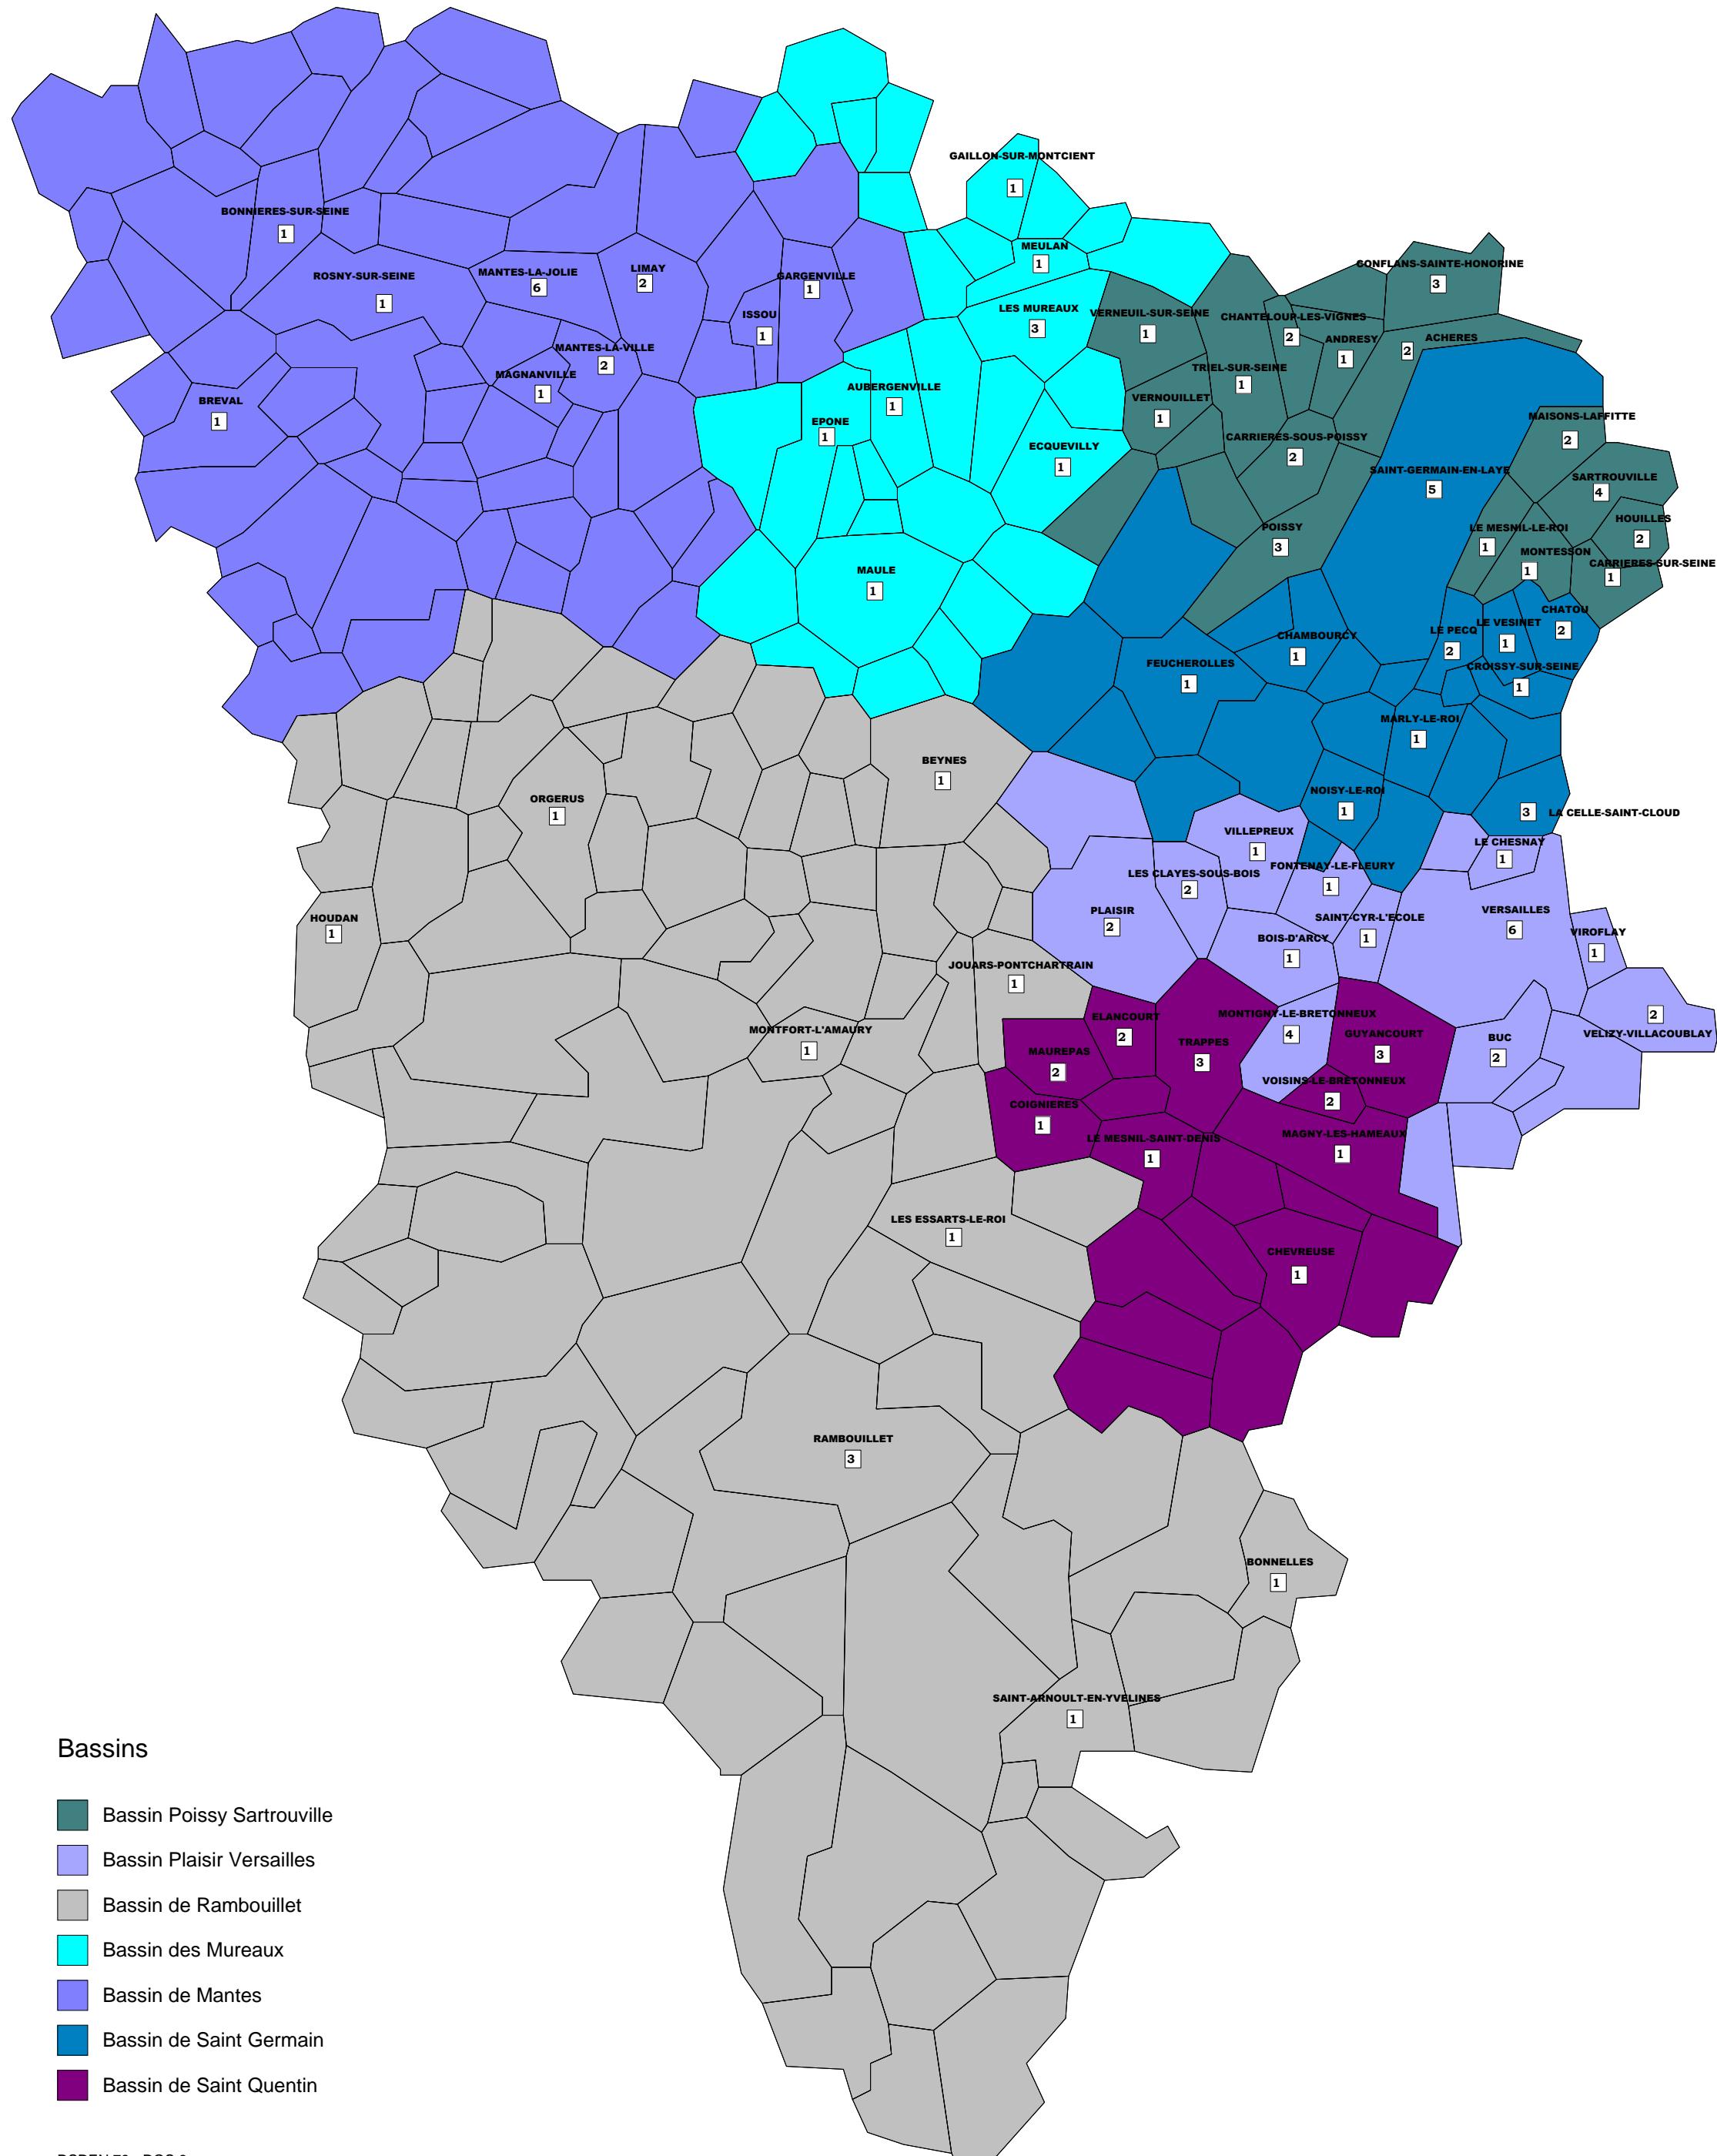 GAILLON-SUR-MONTCIENT
1
BONNIERES-SUR-SEINE
1
MEULAN
1
CONFLANS-SAINTE-HONORINE
3
ROSNY-SUR-SEINE
1
MANTES-LA-JOLIE
6
LIMAY
2
GARGENVILLE
1
ISSOU
1
LES MUREAUX
3
VERNEUIL-SUR-SEINE
1
CHANTELOUP-LES-VIGNES
2
ANDRESY
1
ACHERES
2
MANTES-LA-VILLE
2
MAGNANVILLE
1
TRIEL-SUR-SEINE
1
AUBERGENVILLE
1
VERNOUILLET
1
BREVAL
1
EPONE
1
MAISONS-LAFFITTE
2
ECQUEVILLY
1
CARRIERES-SOUS-POISSY
2
SAINT-GERMAIN-EN-LAYE
5
SARTROUVILLE
4
POISSY
3
LE MESNIL-LE-ROI
1
HOUILLES
2
MONTESSON
1
CARRIERES-SUR-SEINE
1
MAULE
1
CHATOU
2
CHAMBOURCY
1
LE PECQ
2
LE VESINET
1
FEUCHEROLLES
1
CROISSY-SUR-SEINE
1
MARLY-LE-ROI
1
BEYNES
1
ORGERUS
1
NOISY-LE-ROI
1
3
LA CELLE-SAINT-CLOUD
VILLEPREUX
1
LE CHESNAY
1
LES CLAYES-SOUS-BOIS
2
FONTENAY-LE-FLEURY
1
HOUDAN
1
PLAISIR
2
SAINT-CYR-L'ECOLE
1
VERSAILLES
6
BOIS-D'ARCY
1
VIROFLAY
1
JOUARS-PONTCHARTRAIN
1
MONTFORT-L'AMAURY
1
ELANCOURT
2
MONTIGNY-LE-BRETONNEUX
4
TRAPPES
3
GUYANCOURT
3
BUC
2
2
VELIZY-VILLACOUBLAY
MAUREPAS
2
VOISINS-LE-BRETONNEUX
2
COIGNIERES
1
LE MESNIL-SAINT-DENIS
1
MAGNY-LES-HAMEAUX
1
LES ESSARTS-LE-ROI
1
CHEVREUSE
1
RAMBOUILLET
3
BONNELLES
1
SAINT-ARNOULT-EN-YVELINES
1
Bassins
Bassin Poissy Sartrouville
Bassin Plaisir Versailles
Bassin de Rambouillet
Bassin des Mureaux
Bassin de Mantes
Bassin de Saint Germain
Bassin de Saint Quentin